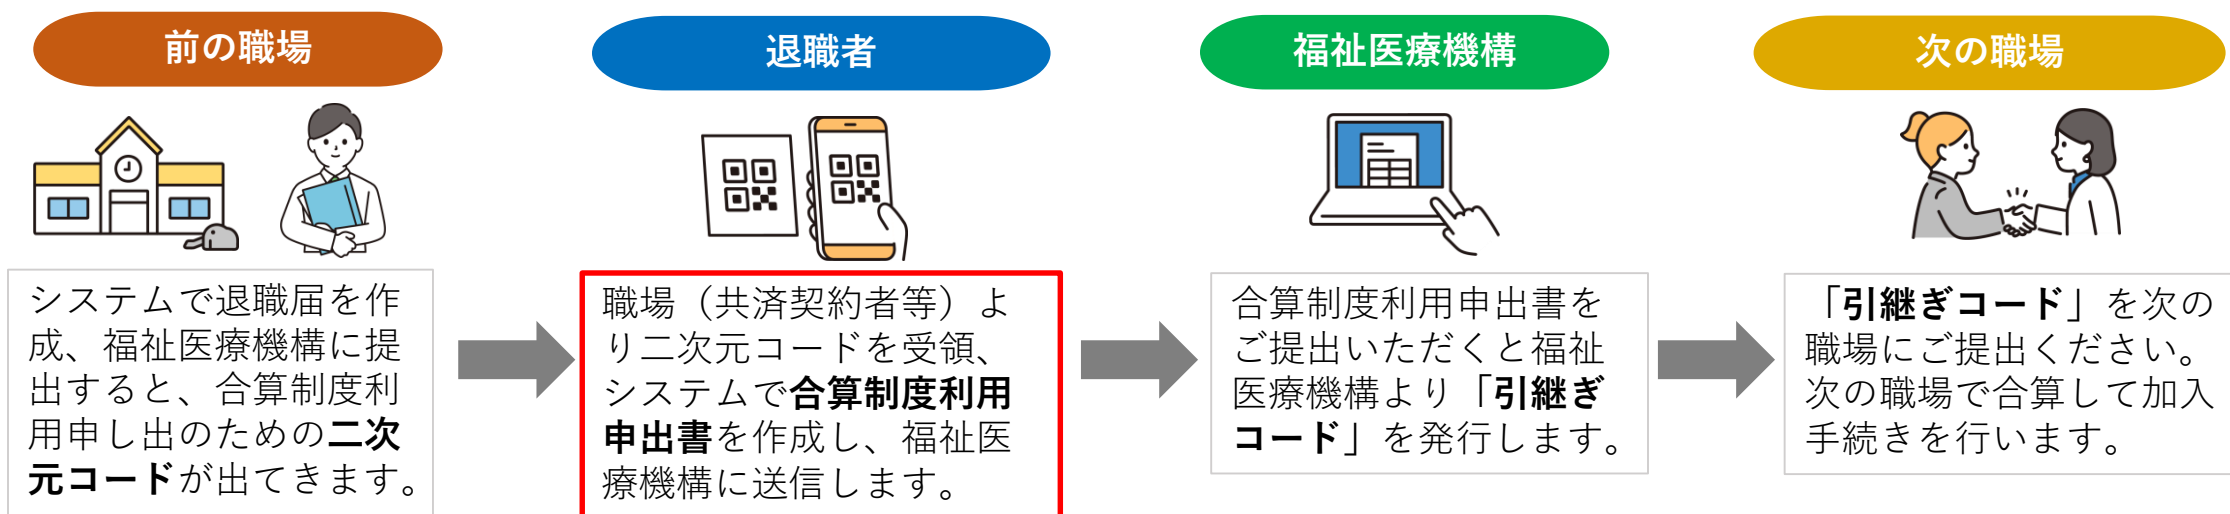 前の職場
システムで退職届を作
成、福祉医療機構に提
出すると、合算制度利
用申し出のための二次
元コードが出てきます。
退職者
職場（共済契約者等）よ
り二次元コードを受領、
システムで合算制度利用
申出書を作成し、福祉医
療機構に送信します。
福祉医療機構
合算制度利用申出書を
ご提出いただくと福祉
医療機構より「引継ぎ
コード」を発行します。
次の職場
「引継ぎコード」を次の
職場にご提出ください。
次の職場で合算して加入
手続きを行います。